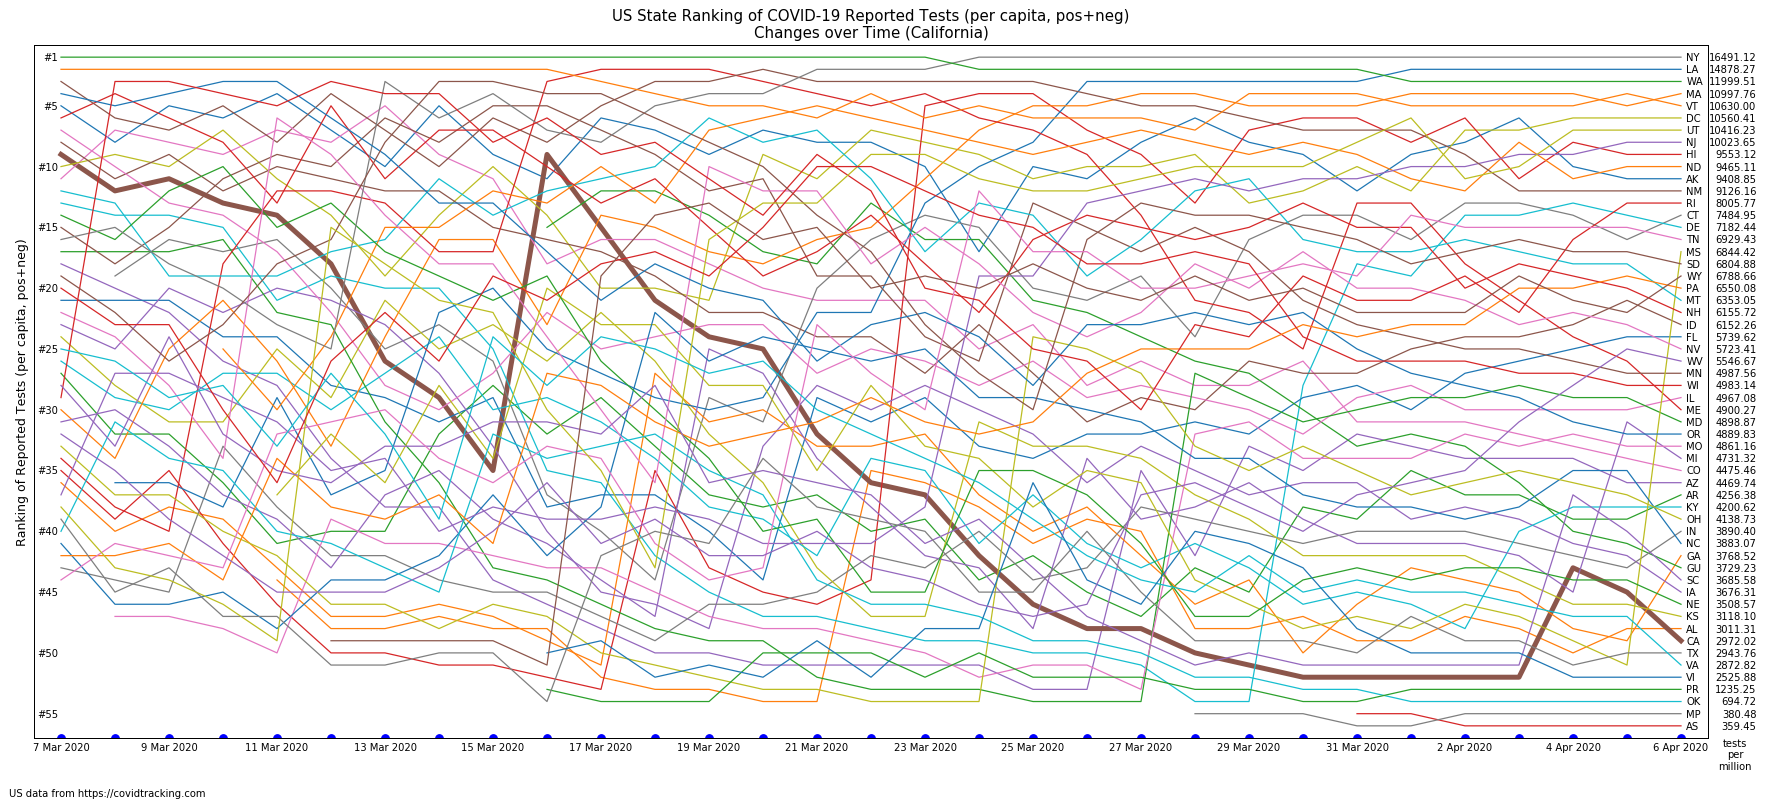 US State Ranking of COVID-19 Reported Tests (per capita, pos+neg)
Changes over Time (California)
Ranking of Reported Tests (per capita, pos+neg)
#1
#5
#10
#15
#20
#25
#30
#35
#40
#45
#50
#55
NY 16491.12
LA 14878.27
WA 11999.51
MA 10997.76
VT 10630.00
DC 10560.41
UT 10416.23
NJ 10023.65
HI 9553.12
ND 9465.11
AK 9408.85
NM 9126.16
RI 8005.77
CT 7484.95
DE 7182.44
TN 6929.43
MS 6844.42
SD 6804.88
WY 6788.66
PA 6550.08
MT 6353.05
NH 6155.72
ID 6152.26
FL 5739.62
NV 5723.41
WV 5546.67
MN 4987.56
WI 4983.14
IL 4967.08
ME 4900.27
MD 4898.87
OR 4889.83
MO 4861.16
MI 4731.32
CO 4475.46
AZ 4469.74
AR 4256.38
KY 4200.62
OH 4138.73
IN 3890.40
NC 3883.07
GA 3768.52
GU 3729.23
SC 3685.58
IA 3676.31
NE 3508.57
KS 3118.10
AL 3011.31
CA 2972.02
TX 2943.76
VA 2872.82
VI 2525.88
PR 1235.25
OK 694.72
MP 380.48
AS 359.45
7 Mar 2020 9 Mar 2020 11 Mar 2020 13 Mar 2020 15 Mar 2020 17 Mar 2020 19 Mar 2020 21 Mar 2020 23 Mar 2020 25 Mar 2020 27 Mar 2020 29 Mar 2020 31 Mar 2020 2 Apr 2020 4 Apr 2020 6 Apr 2020
tests
per
million
US data from https://covidtracking.com